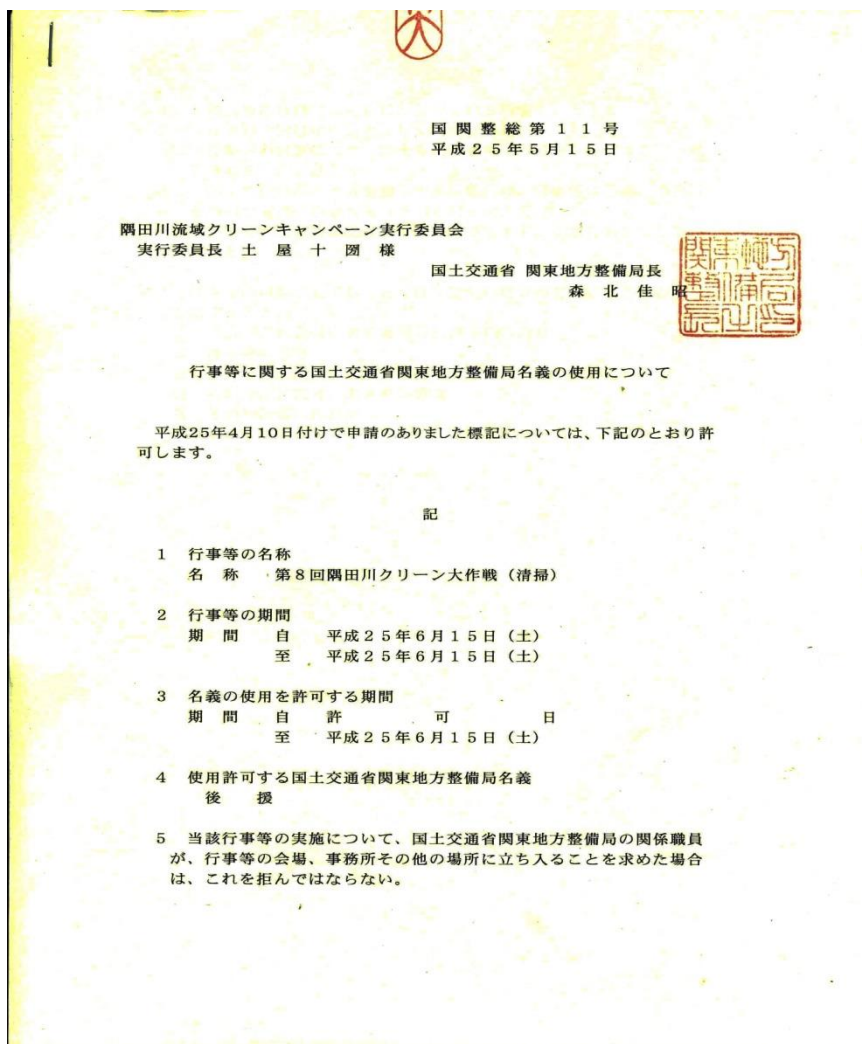 国関整総第１１号
平成２５年５月１５日
隅田川流域クリーンキャンペーン実行委員会
実行委員長 土 屋 十 圀 様
国土交通省 関東地方整備局長
森 北 佳 昭
関東地方整備局長之印
行事等に関する国土交通省関東地方整備局名義の使用について
平成25年4月10日付けで申請のありました標記については、下記のとおり許
可します。
記
１ 行事等の名称
名 称 第８回隅田川クリーン大作戦（清掃）
２ 行事等の期間
期 間 自 平成２５年６月１５日（土）
至 平成２５年６月１５日（土）
３ 名義の使用を許可する期間
期 間 自 許 可 日
至 平成２５年６月１５日（土）
４ 使用許可する国土交通省関東地方整備局名義
後 援
５ 当該行事等の実施について、国土交通省関東地方整備局の関係職員
が、行事等の会場、事務所その他の場所に立ち入ることを求めた場合
は、これを拒んではならない。